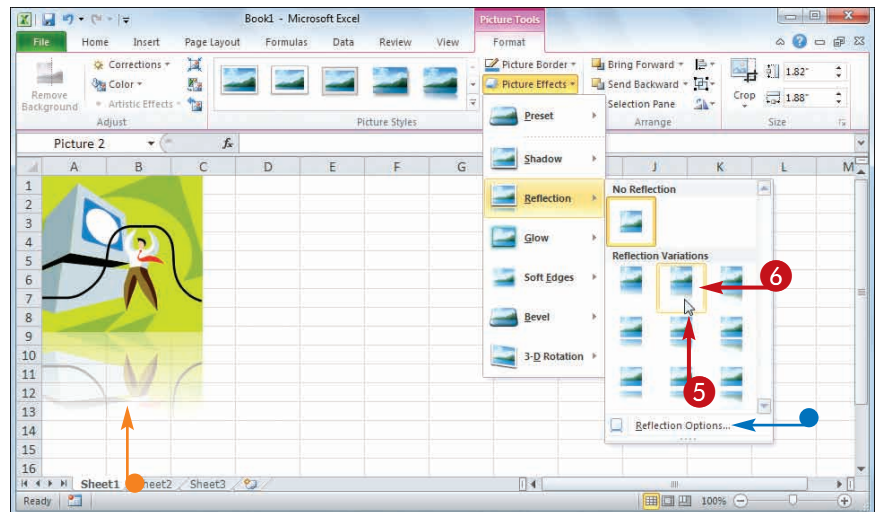 Book1 - Microsoft Excel
Picture Tools
File Home Insert Page Layout Formulas Data Review View Format
Remove Background
Corrections
Color
Artistic Effects
Adjust
Picture Styles
Picture Border
Picture Effects
Bring Forward
Send Backward
Selection Pane
Arrange
Crop
1.82"
1.88"
Size
Picture 2
fx
A B C D E F G J K L M
1
2
3
4
5
6
7
8
9
10
11
12
13
14
15
16
Preset
Shadow
Reflection
Glow
Soft Edges
Bevel
3-D Rotation
No Reflection
Reflection Variations
6
5
Reflection Options...
Sheet1 Sheet2 Sheet3
Ready
100%